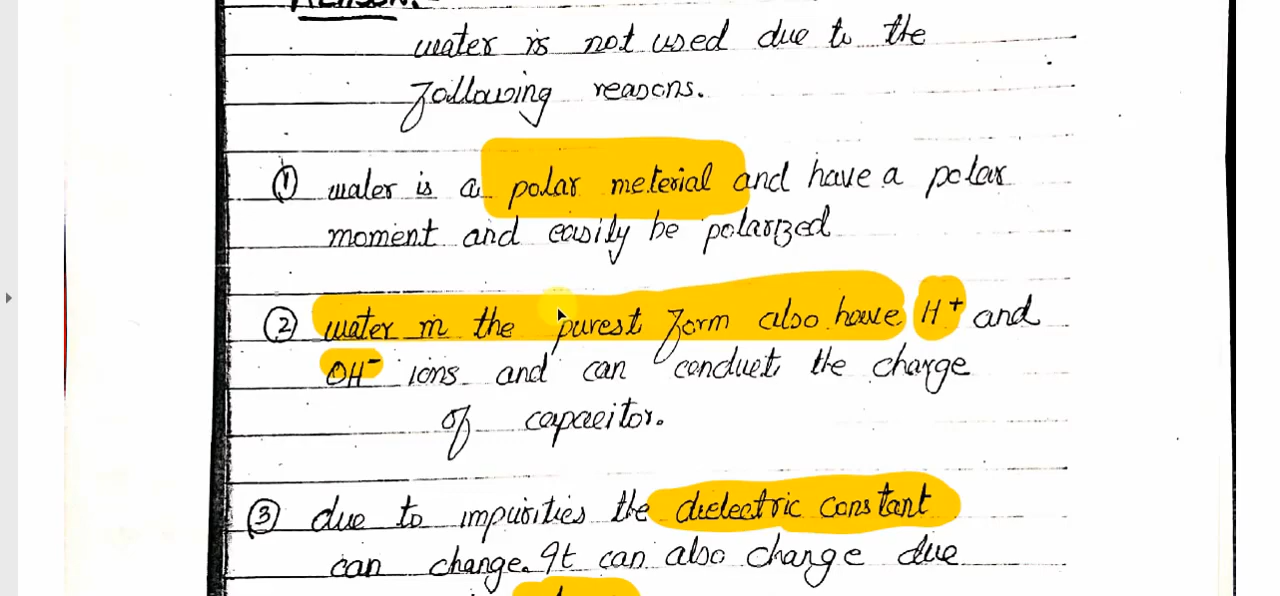 water is not used due to the
following reasons.
① water is a polar meterial and have a polar
moment and easily be polarized
② water in the purest form also have H⁺ and
OH⁻ ions and can conduct the charge
of capacitor.
③ due to impurities the dielectric constant
can change. It can also change due